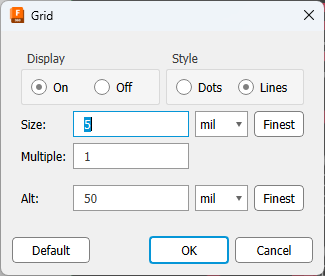 Grid
Display Style
On Off Dots Lines
Size: 5 mil Finest
Multiple: 1
Alt: 50 mil Finest
Default OK Cancel